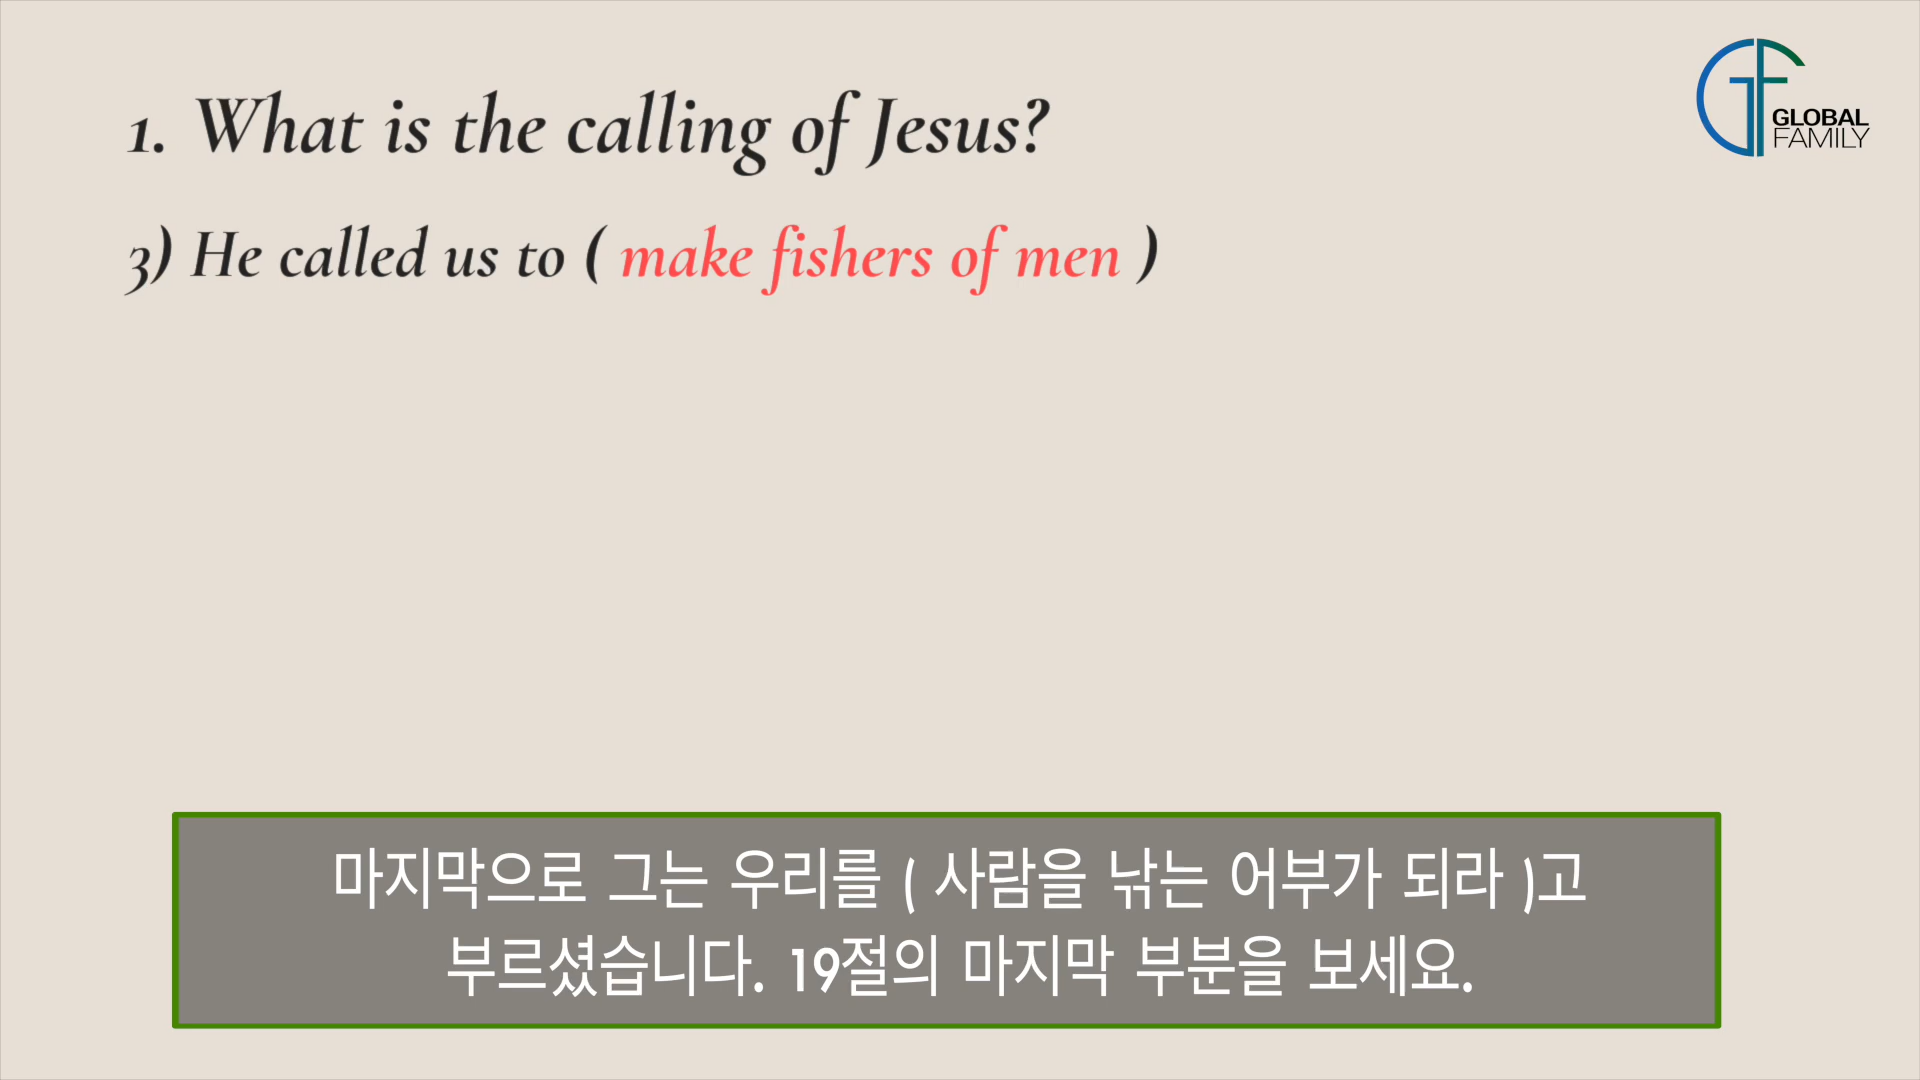 1. What is the calling of Jesus?
GLOBAL
FAMILY
3) He called us to ( make fishers of men )
마지막으로 그는 우리를 ( 사람을 낚는 어부가 되라 )고
부르셨습니다. 19절의 마지막 부분을 보세요.